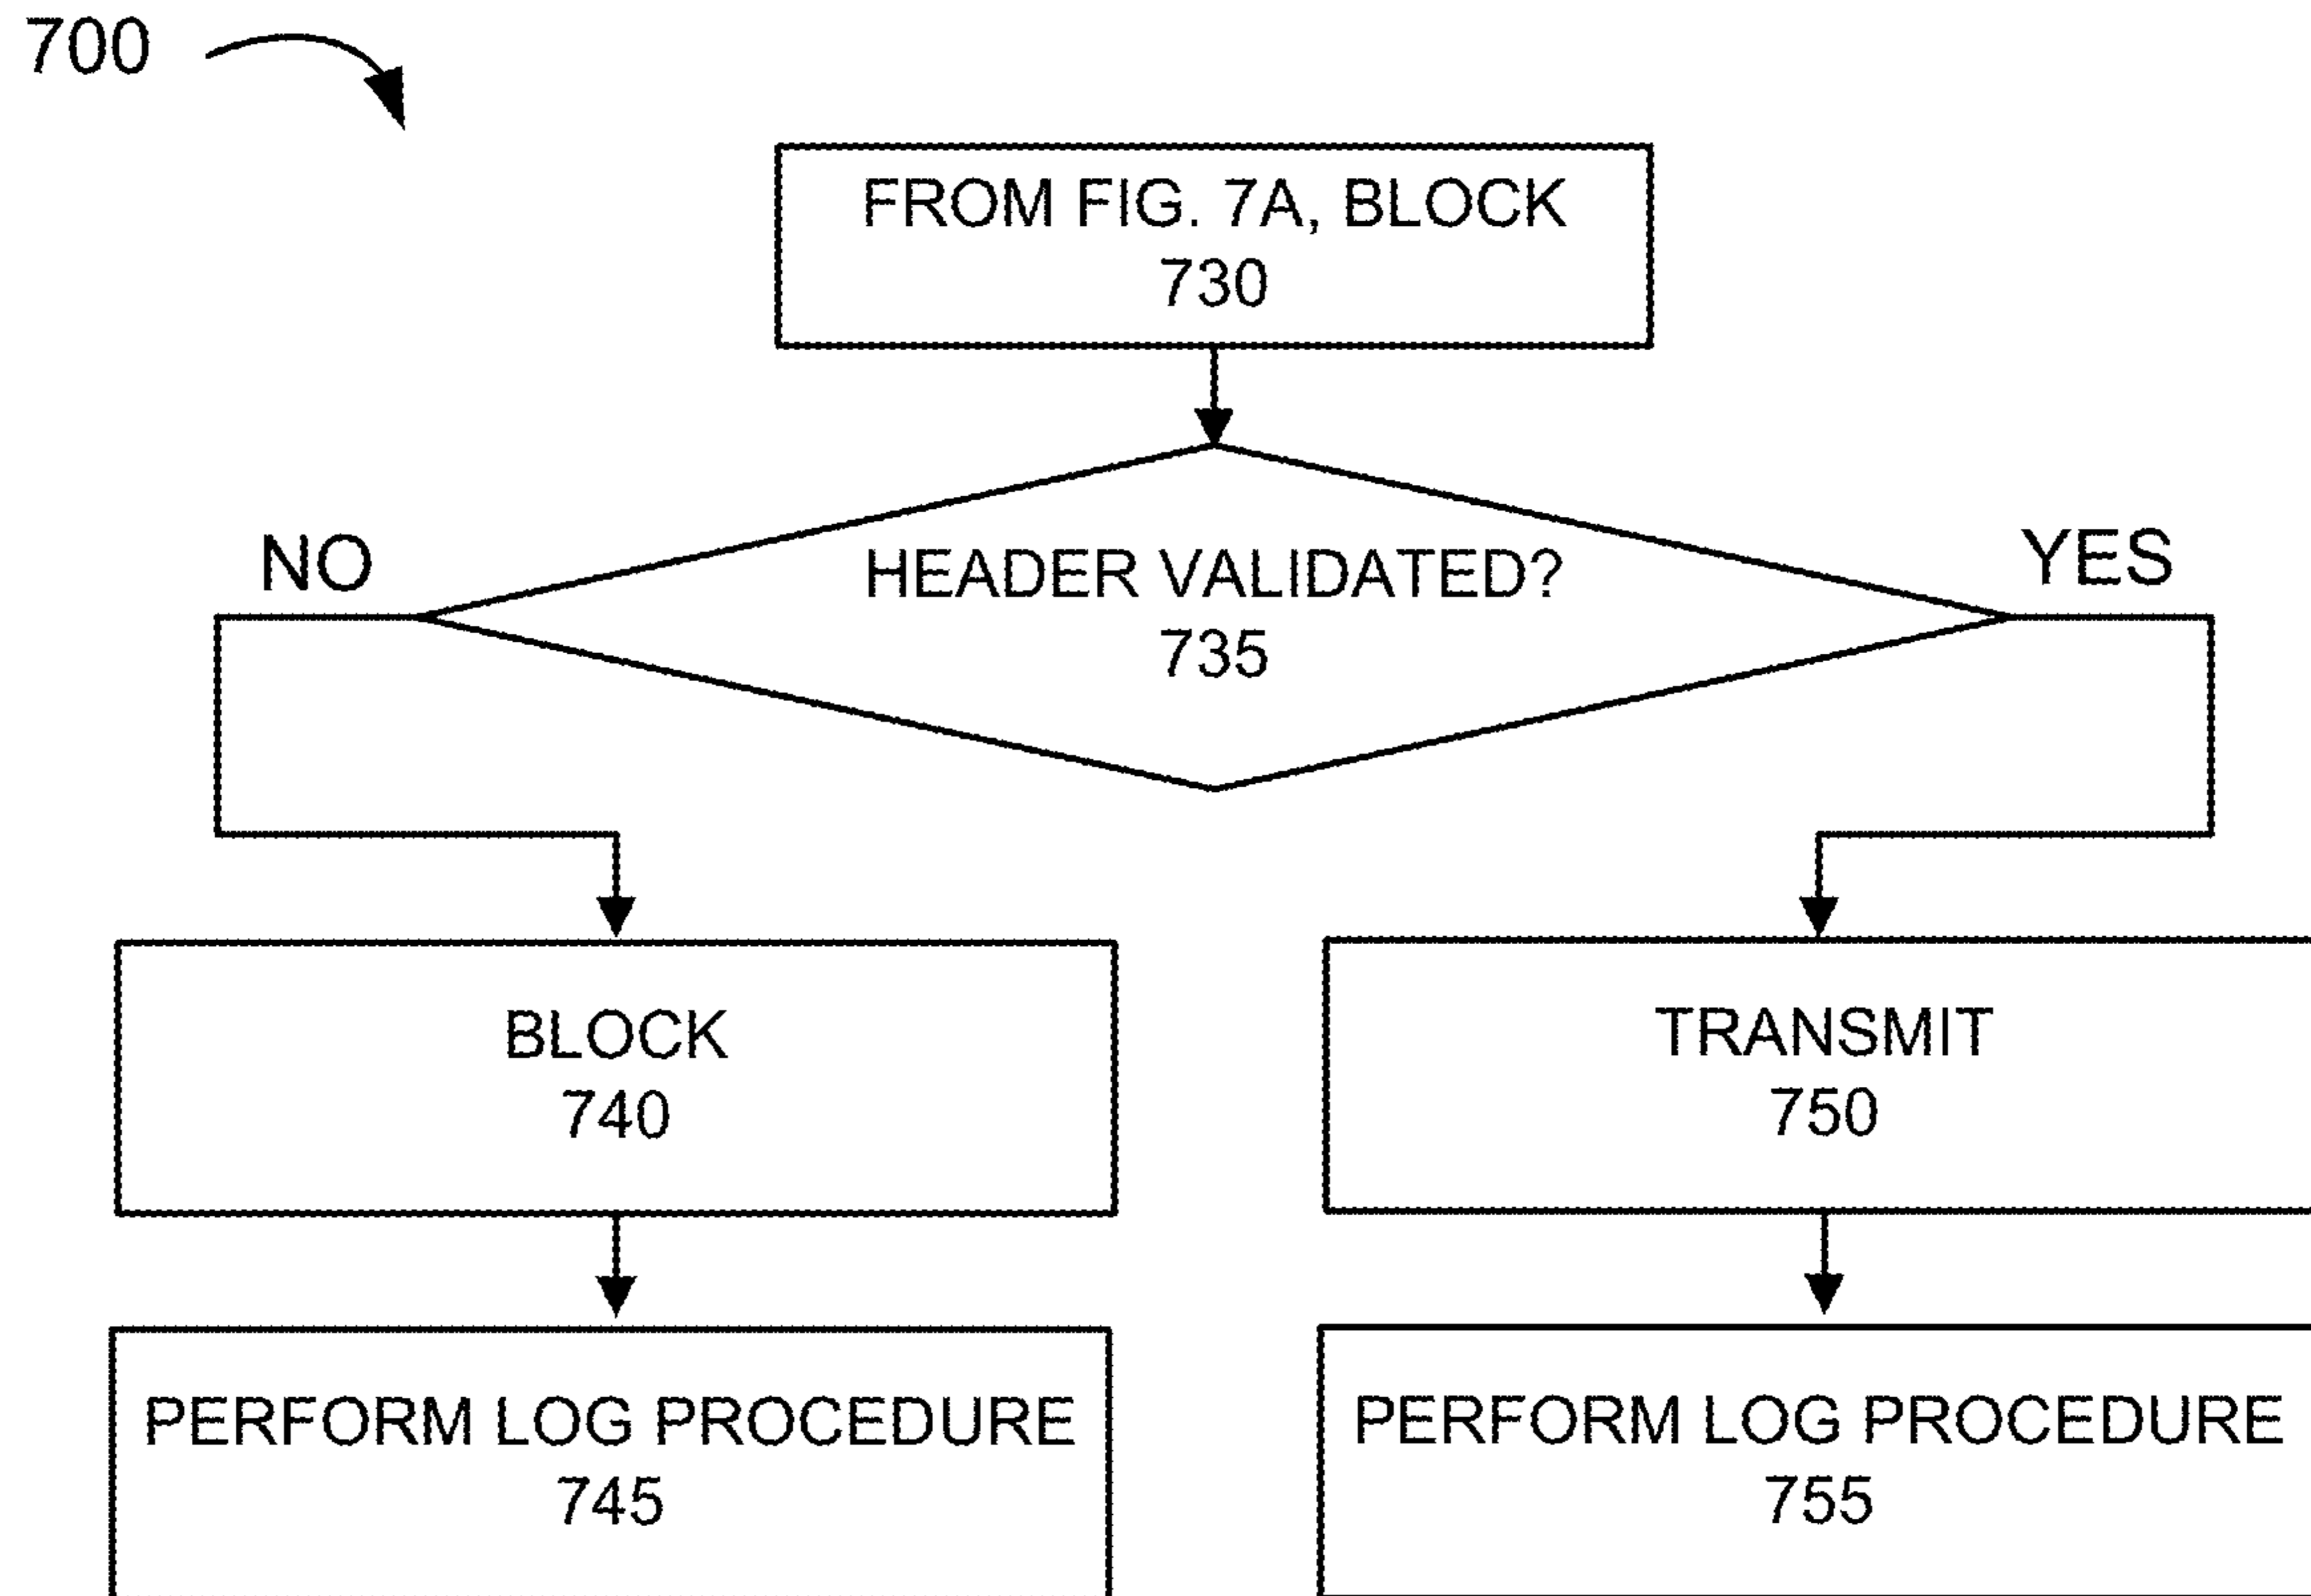 700
FROM FIG. 7A, BLOCK
730
HEADER VALIDATED?
735
NO
YES
BLOCK
740
TRANSMIT
750
PERFORM LOG PROCEDURE
745
PERFORM LOG PROCEDURE
755